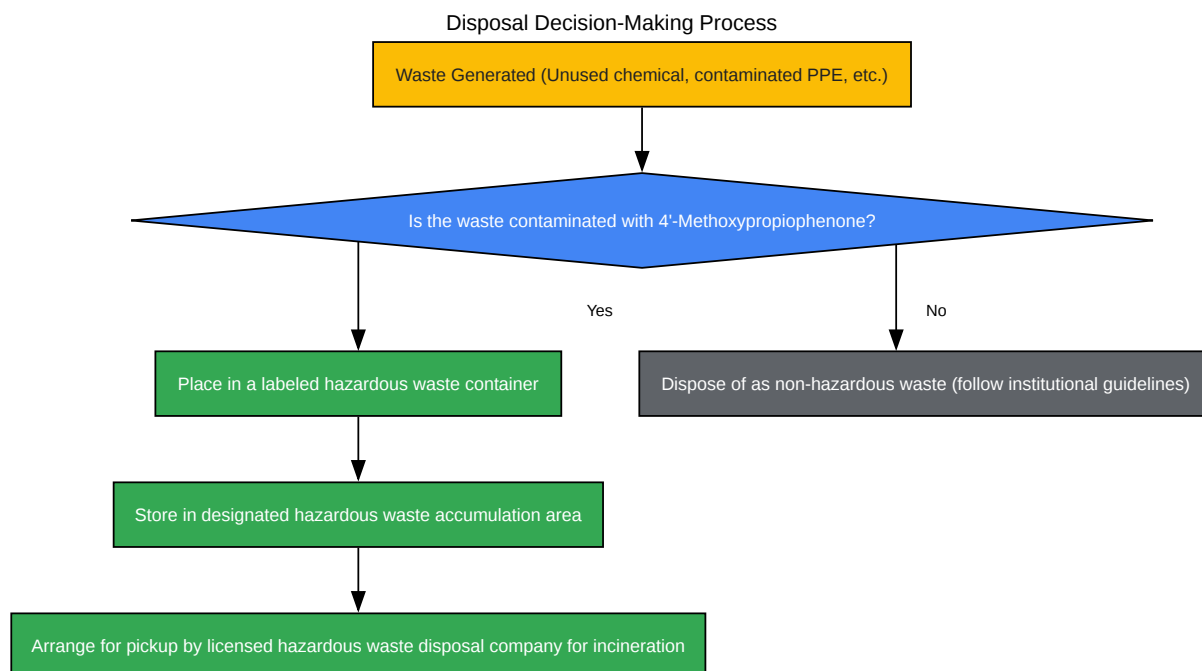 Disposal Decision-Making Process
Waste Generated (Unused chemical, contaminated PPE, etc.)
Is the waste contaminated with 4'-Methoxypropiophenone?
Yes
No
Place in a labeled hazardous waste container
Dispose of as non-hazardous waste (follow institutional guidelines)
Store in designated hazardous waste accumulation area
Arrange for pickup by licensed hazardous waste disposal company for incineration